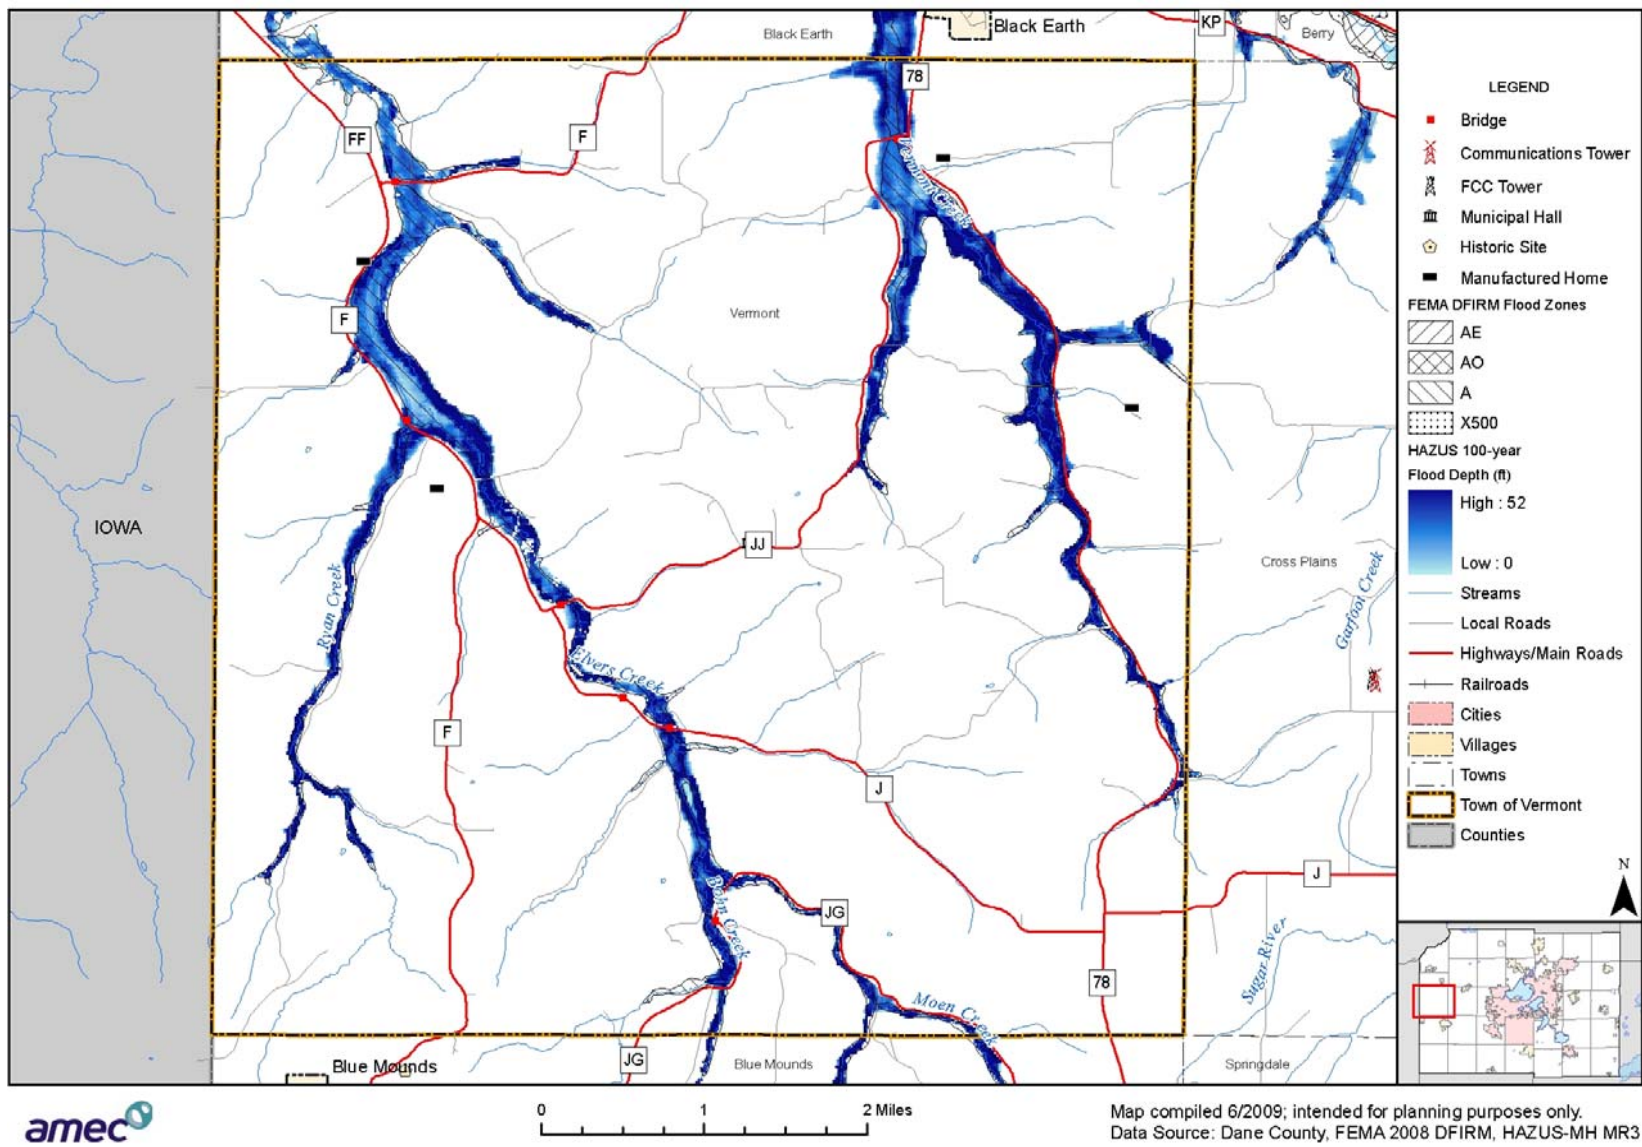 Black Earth
Black Earth
KP
Berry
78
FF
F
Vermont Creek
F
Vermont
IOWA
JJ
Cross Plains
Garfoot Creek
Ryan Creek
Elvers Creek
F
J
J
Bohn Creek
JG
Sugar River
78
Moen Creek
JG
Blue Mounds
Blue Mounds
Springdale
LEGEND
Bridge
Communications Tower
FCC Tower
Municipal Hall
Historic Site
Manufactured Home
FEMA DFIRM Flood Zones
AE
AO
A
X500
HAZUS 100-year
Flood Depth (ft)
High : 52
Low : 0
Streams
Local Roads
Highways/Main Roads
Railroads
Cities
Villages
Towns
Town of Vermont
Counties
N
amec
0 1 2 Miles
Map compiled 6/2009; intended for planning purposes only.
Data Source: Dane County, FEMA 2008 DFIRM, HAZUS-MH MR3